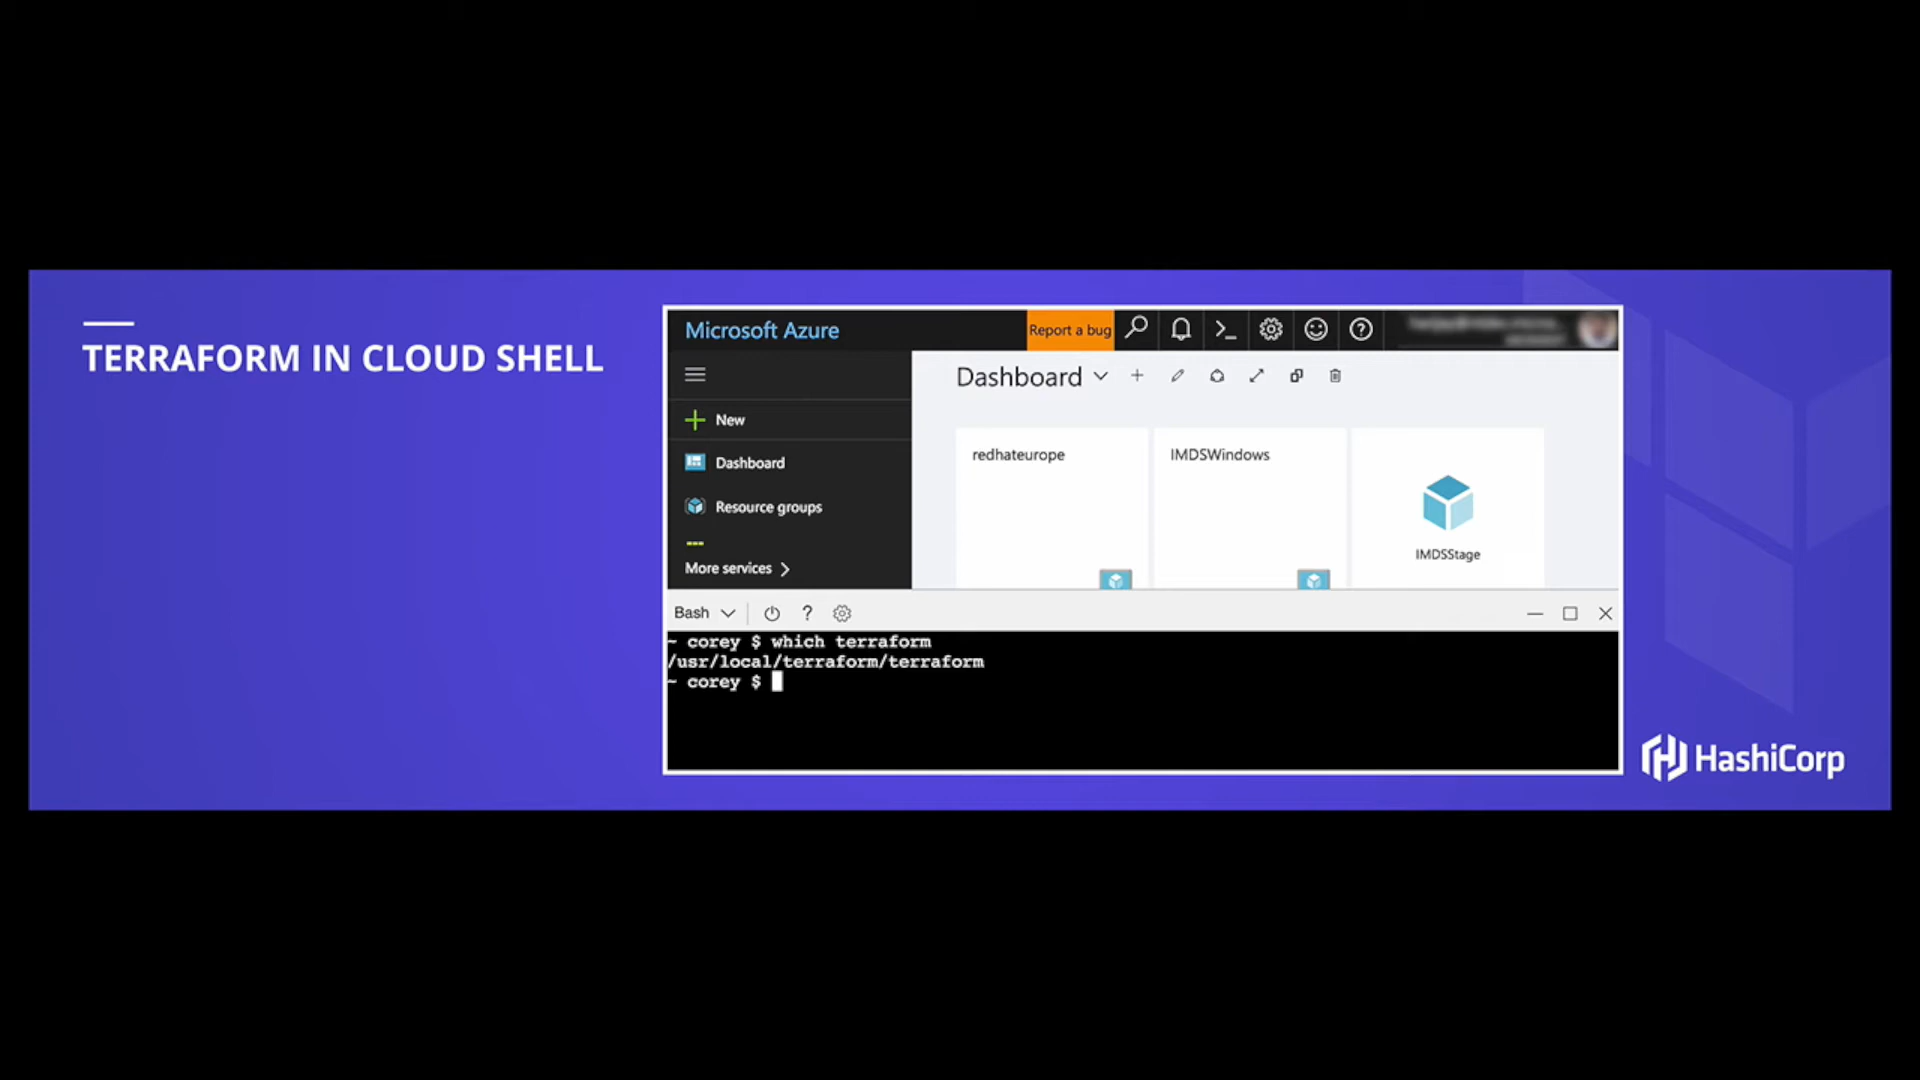 TERRAFORM IN CLOUD SHELL
Microsoft Azure
Report a bug
Dashboard
New
Dashboard
Resource groups
More services
redhateurope
IMDSWindows
IMDSStage
Bash
~ corey $ which terraform
/usr/local/terraform/terraform
~ corey $
HashiCorp